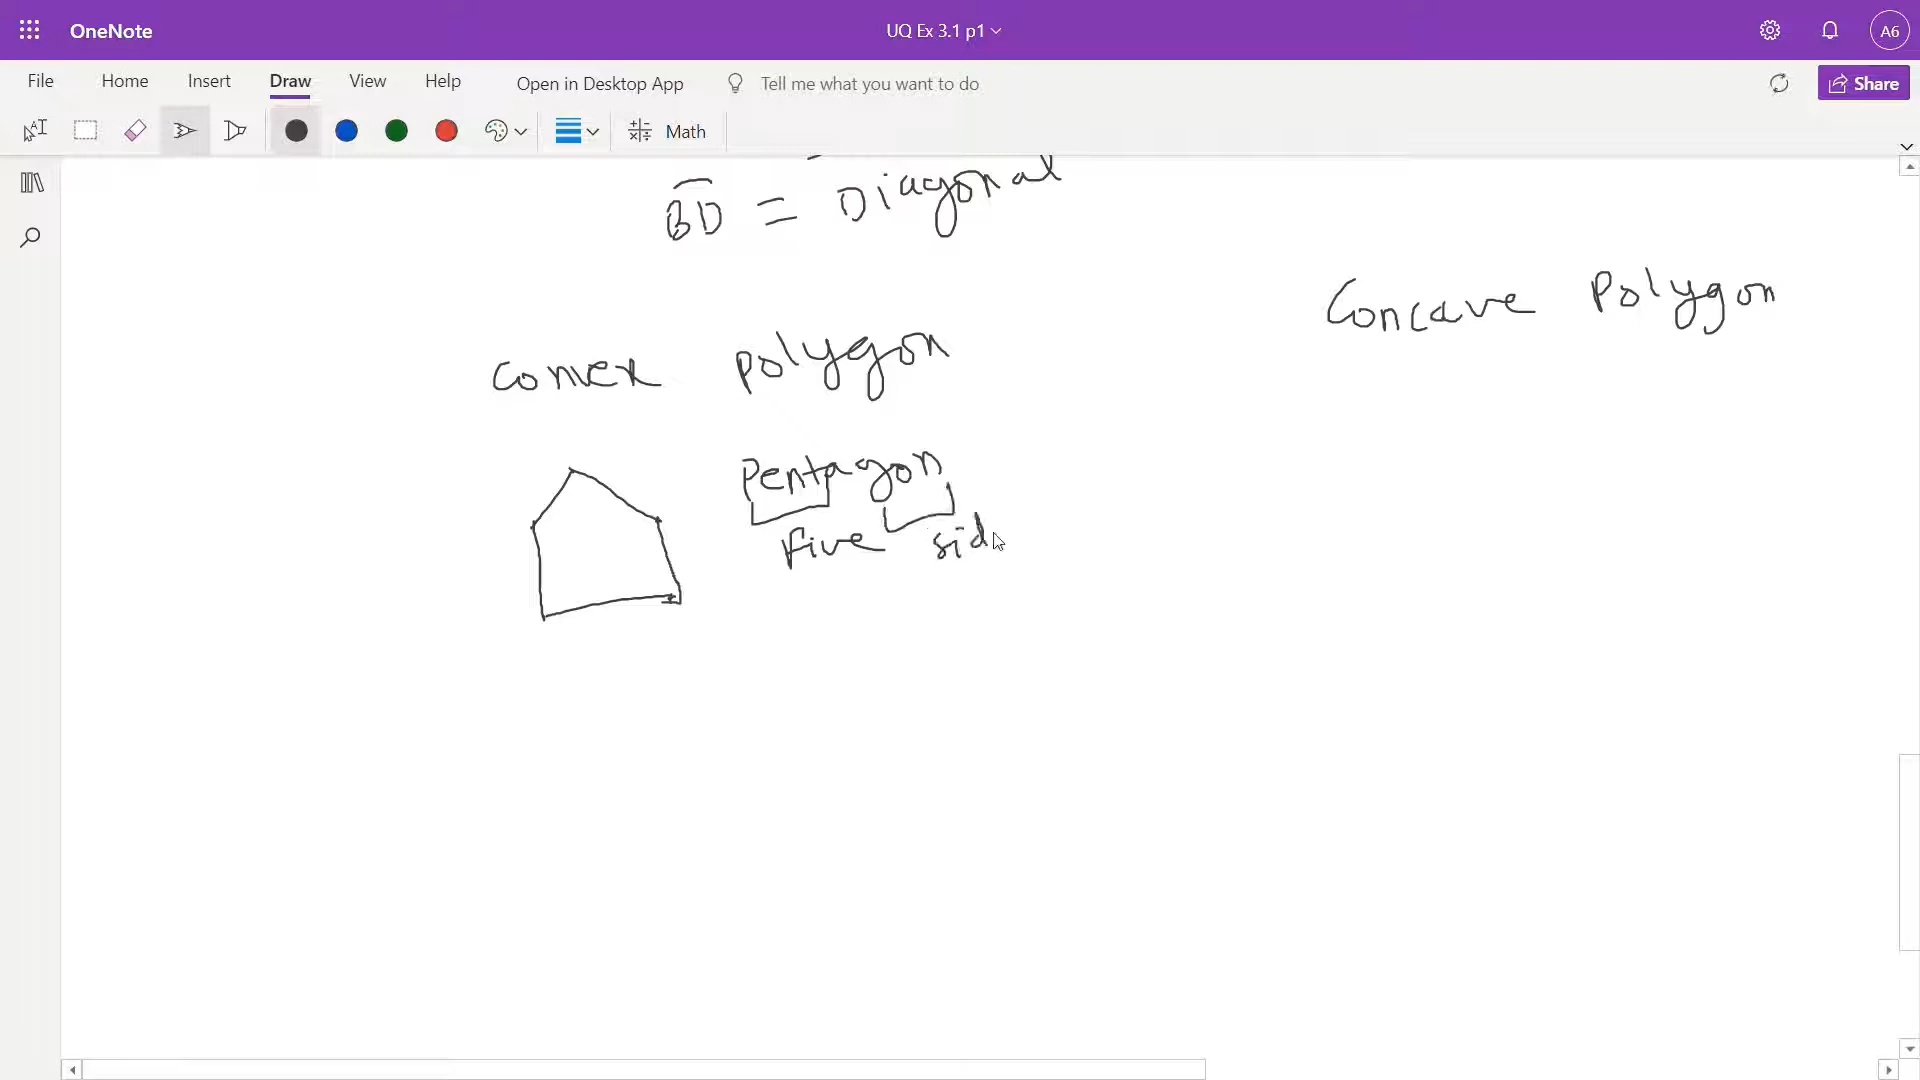 OneNote
UQ Ex 3.1 p1
A6
File Home Insert Draw View Help Open in Desktop App Tell me what you want to do
Share
Math
BD = Diagonal
Concave Polygon
convex polygon
Pentagon
five sid